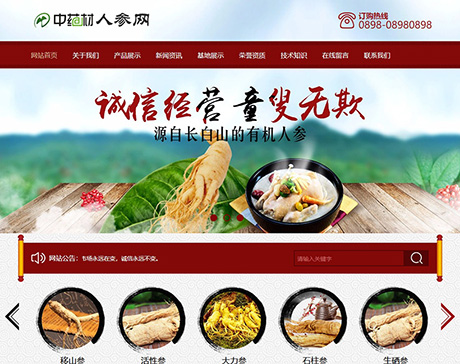 中药材人参网
订购热线
0898-08980898
网站首页 关于我们 产品展示 新闻资讯 基地展示 荣誉资质 技术知识 在线留言 联系我们
诚信经营 童叟无欺
源自长白山的有机人参
网站公告：市场永远在变，诚信永远不变。
请输入关键字
移山参 活性参 大力参 石柱参 生晒参